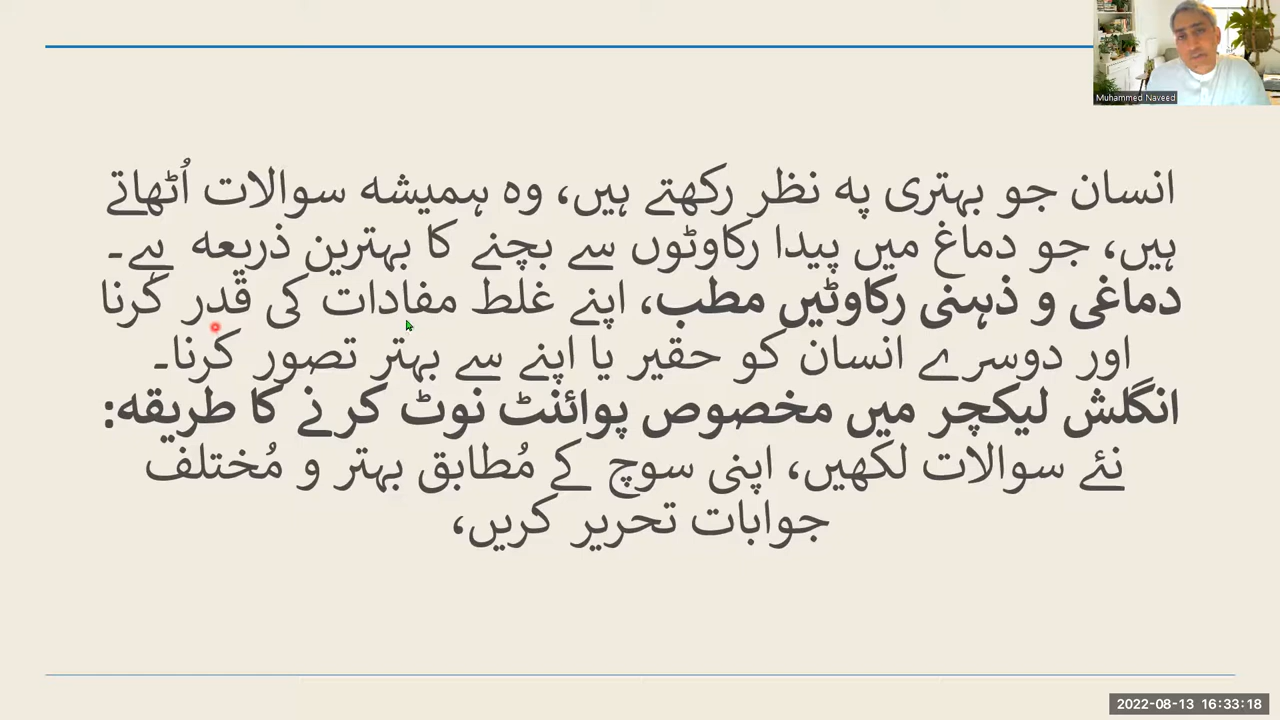 Muhammed Naveed
انسان جو بہتری پہ نظر رکھتے ہیں، وہ ہمیشہ سوالات اُٹھاتے
ہیں، جو دماغ میں پیدا رکاوٹوں سے بچنے کا بہترین ذریعہ ہے۔
دماغی و ذہنی رکاوٹیں مطب، اپنے غلط مفادات کی قدر کرنا
اور دوسرے انسان کو حقیر یا اپنے سے بہتر تصور کرنا۔
انگلش لیکچر میں مخصوص پوائنٹ نوٹ کرنے کا طریقہ:
نئے سوالات لکھیں، اپنی سوچ کے مُطابق بہتر و مُختلف
جوابات تحریر کریں،
2022-08-13 16:33:18